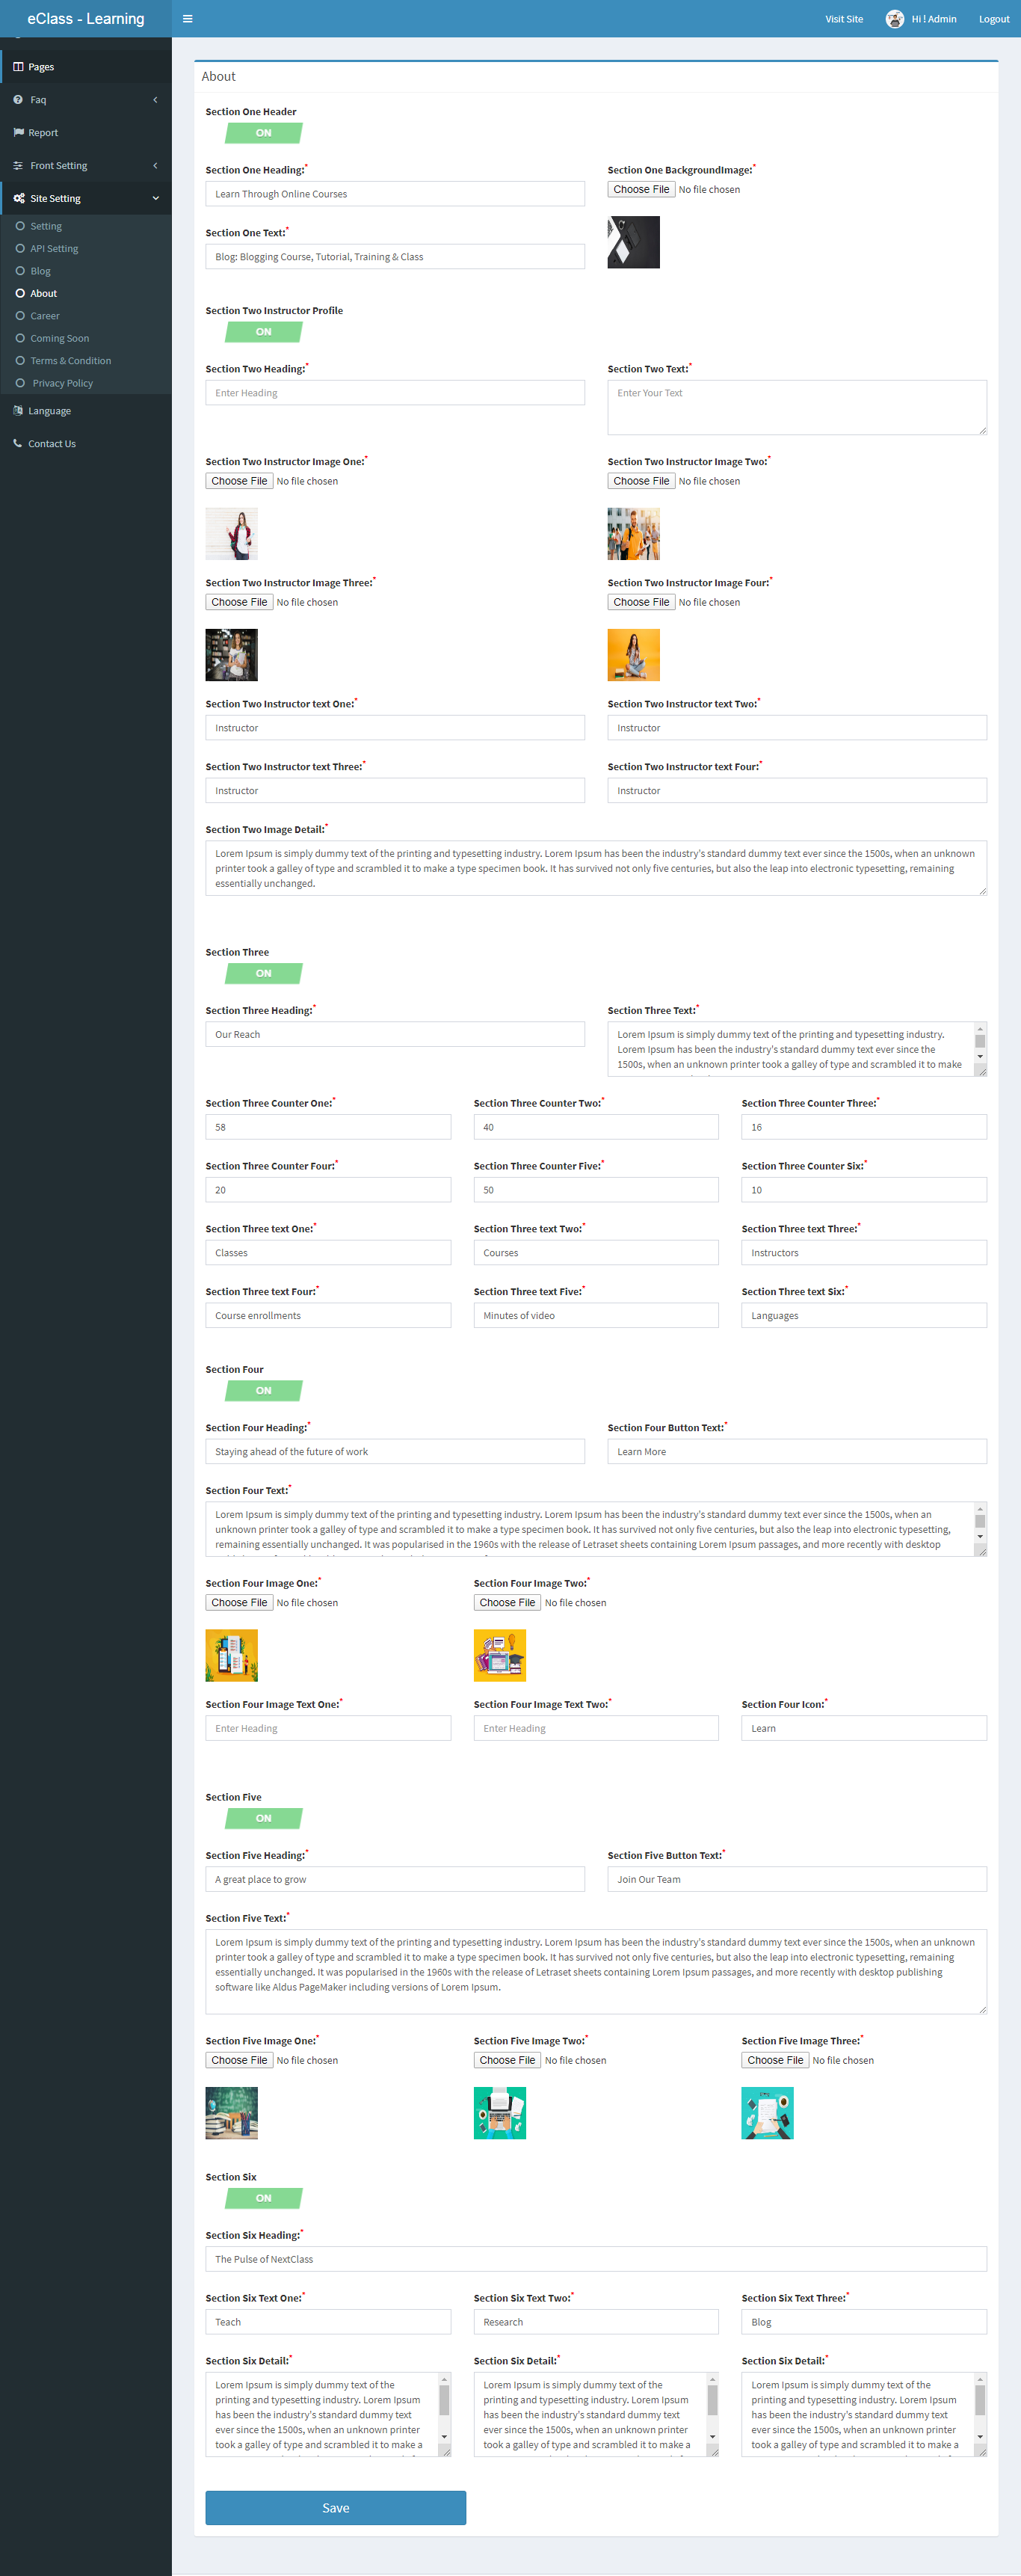 eClass - Learning
Visit Site
Hi ! Admin
Logout
Pages
Faq
Report
Front Setting
Site Setting
Setting
API Setting
Blog
About
Career
Coming Soon
Terms & Condition
Privacy Policy
Language
Contact Us
About
Section One Header
ON
Section One Heading:*
Learn Through Online Courses
Section One BackgroundImage:*
Choose File No file chosen
Section One Text:*
Blog: Blogging Course, Tutorial, Training & Class
Section Two Instructor Profile
ON
Section Two Heading:*
Enter Heading
Section Two Text:*
Enter Your Text
Section Two Instructor Image One:*
Choose File No file chosen
Section Two Instructor Image Two:*
Choose File No file chosen
Section Two Instructor Image Three:*
Choose File No file chosen
Section Two Instructor Image Four:*
Choose File No file chosen
Section Two Instructor text One:*
Instructor
Section Two Instructor text Two:*
Instructor
Section Two Instructor text Three:*
Instructor
Section Two Instructor text Four:*
Instructor
Section Two Image Detail:*
Lorem Ipsum is simply dummy text of the printing and typesetting industry. Lorem Ipsum has been the industry's standard dummy text ever since the 1500s, when an unknown
printer took a galley of type and scrambled it to make a type specimen book. It has survived not only five centuries, but also the leap into electronic typesetting, remaining
essentially unchanged.
Section Three
ON
Section Three Heading:*
Our Reach
Section Three Text:*
Lorem Ipsum is simply dummy text of the printing and typesetting industry.
Lorem Ipsum has been the industry's standard dummy text ever since the
1500s, when an unknown printer took a galley of type and scrambled it to make
Section Three Counter One:*
58
Section Three Counter Two:*
40
Section Three Counter Three:*
16
Section Three Counter Four:*
20
Section Three Counter Five:*
50
Section Three Counter Six:*
10
Section Three text One:*
Classes
Section Three text Two:*
Courses
Section Three text Three:*
Instructors
Section Three text Four:*
Course enrollments
Section Three text Five:*
Minutes of video
Section Three text Six:*
Languages
Section Four
ON
Section Four Heading:*
Staying ahead of the future of work
Section Four Button Text:*
Learn More
Section Four Text:*
Lorem Ipsum is simply dummy text of the printing and typesetting industry. Lorem Ipsum has been the industry's standard dummy text ever since the 1500s, when an
unknown printer took a galley of type and scrambled it to make a type specimen book. It has survived not only five centuries, but also the leap into electronic typesetting,
remaining essentially unchanged. It was popularised in the 1960s with the release of Letraset sheets containing Lorem Ipsum passages, and more recently with desktop
Section Four Image One:*
Choose File No file chosen
Section Four Image Two:*
Choose File No file chosen
Section Four Image Text One:*
Enter Heading
Section Four Image Text Two:*
Enter Heading
Section Four Icon:*
Learn
Section Five
ON
Section Five Heading:*
A great place to grow
Section Five Button Text:*
Join Our Team
Section Five Text:*
Lorem Ipsum is simply dummy text of the printing and typesetting industry. Lorem Ipsum has been the industry's standard dummy text ever since the 1500s, when an unknown
printer took a galley of type and scrambled it to make a type specimen book. It has survived not only five centuries, but also the leap into electronic typesetting, remaining
essentially unchanged. It was popularised in the 1960s with the release of Letraset sheets containing Lorem Ipsum passages, and more recently with desktop publishing
software like Aldus PageMaker including versions of Lorem Ipsum.
Section Five Image One:*
Choose File No file chosen
Section Five Image Two:*
Choose File No file chosen
Section Five Image Three:*
Choose File No file chosen
Section Six
ON
Section Six Heading:*
The Pulse of NextClass
Section Six Text One:*
Teach
Section Six Text Two:*
Research
Section Six Text Three:*
Blog
Section Six Detail:*
Lorem Ipsum is simply dummy text of the
printing and typesetting industry. Lorem Ipsum
has been the industry's standard dummy text
ever since the 1500s, when an unknown printer
took a galley of type and scrambled it to make a
Section Six Detail:*
Lorem Ipsum is simply dummy text of the
printing and typesetting industry. Lorem Ipsum
has been the industry's standard dummy text
ever since the 1500s, when an unknown printer
took a galley of type and scrambled it to make a
Section Six Detail:*
Lorem Ipsum is simply dummy text of the
printing and typesetting industry. Lorem Ipsum
has been the industry's standard dummy text
ever since the 1500s, when an unknown printer
took a galley of type and scrambled it to make a
Save